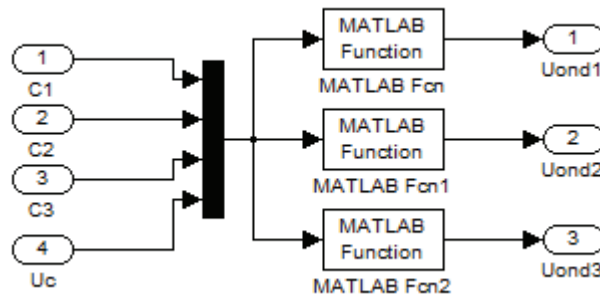 1
C1
2
C2
3
C3
4
Uc
MATLAB
Function
MATLAB Fcn
MATLAB
Function
MATLAB Fcn1
MATLAB
Function
MATLAB Fcn2
1
Uond1
2
Uond2
3
Uond3